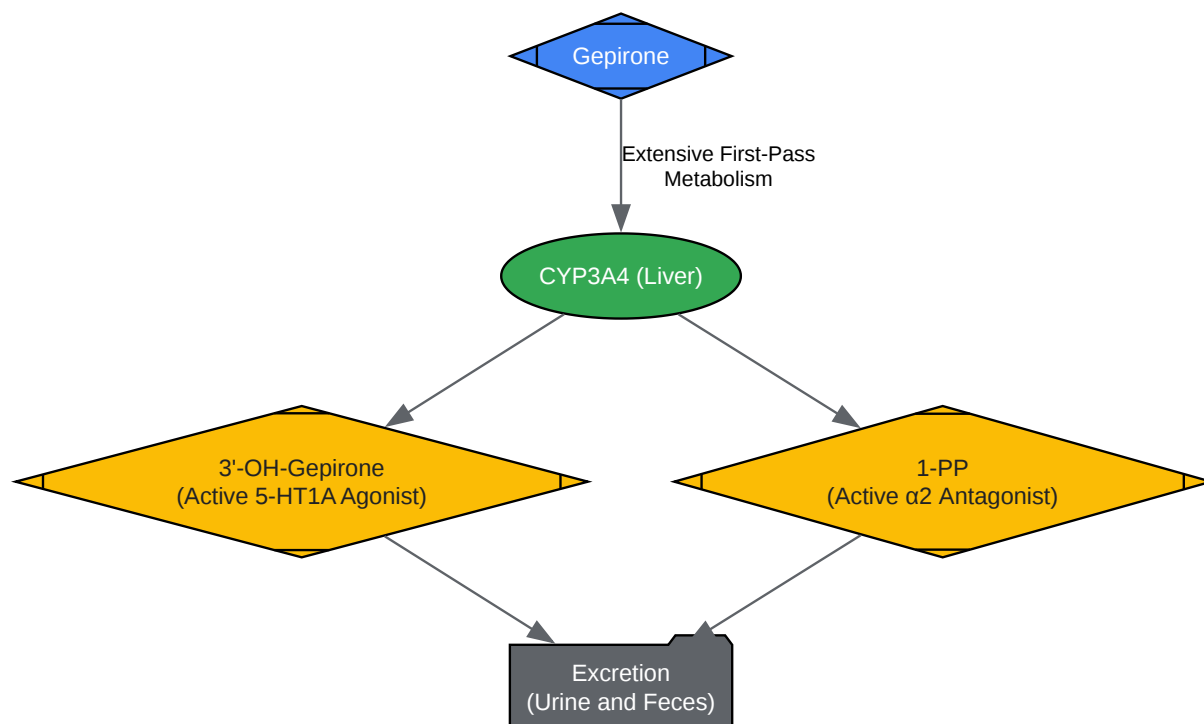 Gepirone
Extensive First-Pass
Metabolism
CYP3A4 (Liver)
3'-OH-Gepirone
(Active 5-HT1A Agonist)
1-PP
(Active α2 Antagonist)
Excretion
(Urine and Feces)